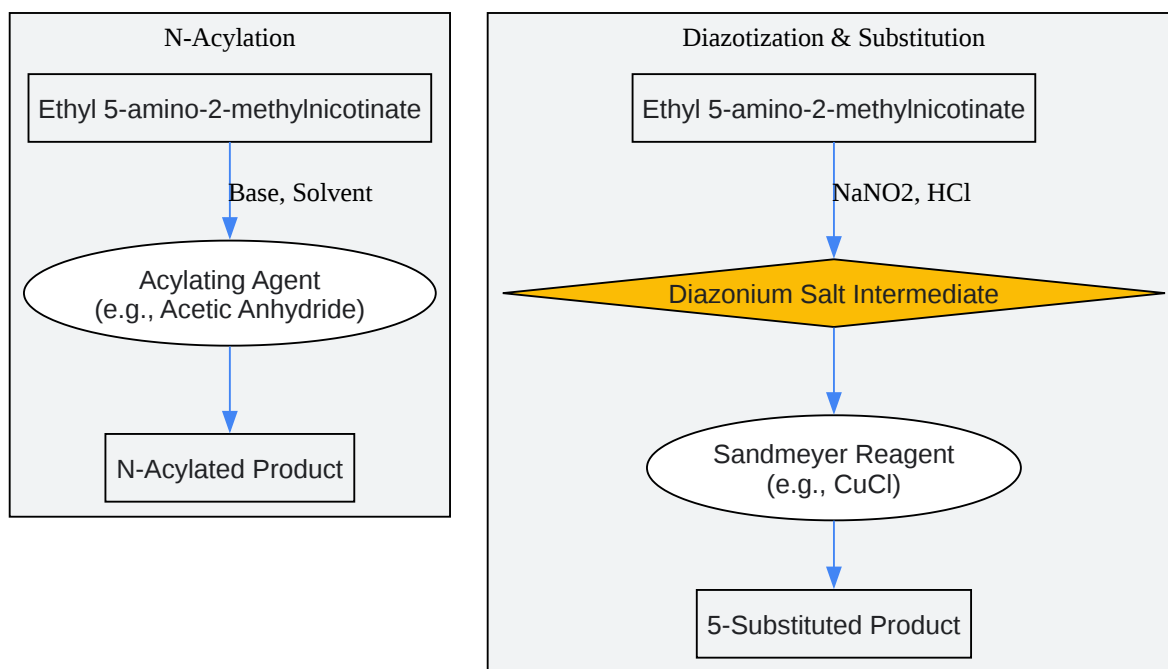 N-Acylation
Ethyl 5-amino-2-methylnicotinate
Base, Solvent
Acylating Agent
(e.g., Acetic Anhydride)
N-Acylated Product
Diazotization & Substitution
Ethyl 5-amino-2-methylnicotinate
NaNO2, HCl
Diazonium Salt Intermediate
Sandmeyer Reagent
(e.g., CuCl)
5-Substituted Product